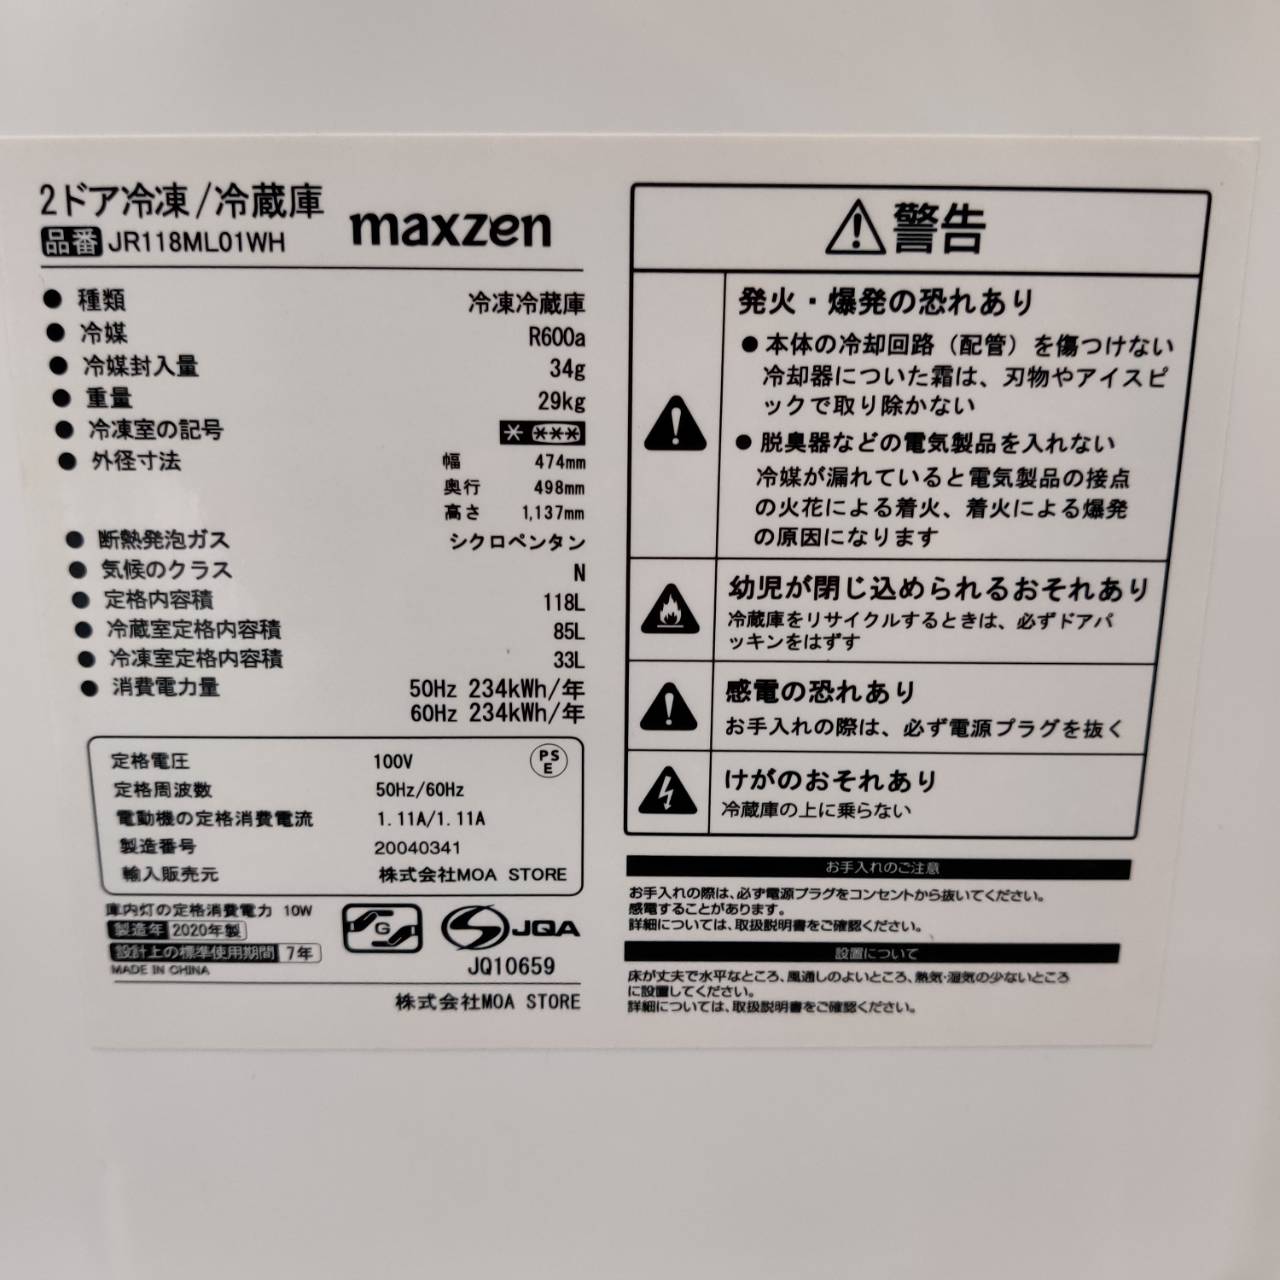 2ドア冷凍/冷蔵庫
maxzen
品番 JR118ML01WH
● 種類 冷凍冷蔵庫
● 冷媒 R600a
● 冷媒封入量 34g
● 重量 29kg
● 冷凍室の記号 * ***
● 外径寸法 幅 474mm
奥行 498mm
高さ 1,137mm
● 断熱発泡ガス シクロペンタン
● 気候のクラス N
● 定格内容積 118L
● 冷蔵室定格内容積 85L
● 冷凍室定格内容積 33L
● 消費電力量 50Hz 234kWh/年
60Hz 234kWh/年
定格電圧 100V
PS
E
定格周波数 50Hz/60Hz
電動機の定格消費電流 1.11A/1.11A
製造番号 20040341
輸入販売元 株式会社MOA STORE
庫内灯の定格消費電力 10W
製造年 2020年製
設計上の標準使用期間 7年
MADE IN CHINA
G
JQA
JQ10659
株式会社MOA STORE
警告
発火・爆発の恐れあり
● 本体の冷却回路（配管）を傷つけない
冷却器についた霜は、刃物やアイスピ
ックで取り除かない
● 脱臭器などの電気製品を入れない
冷媒が漏れていると電気製品の接点
の火花による着火、着火による爆発
の原因になります
幼児が閉じ込められるおそれあり
冷蔵庫をリサイクルするときは、必ずドアパ
ッキンをはずす
感電の恐れあり
お手入れの際は、必ず電源プラグを抜く
けがのおそれあり
冷蔵庫の上に乗らない
お手入れのご注意
お手入れの際は、必ず電源プラグをコンセントから抜いてください。
感電することがあります。
詳細については、取扱説明書をご確認ください。
設置について
床が丈夫で水平なところ、風通しのよいところ、熱気・湿気の少ないところ
に設置してください。
詳細については、取扱説明書をご確認ください。